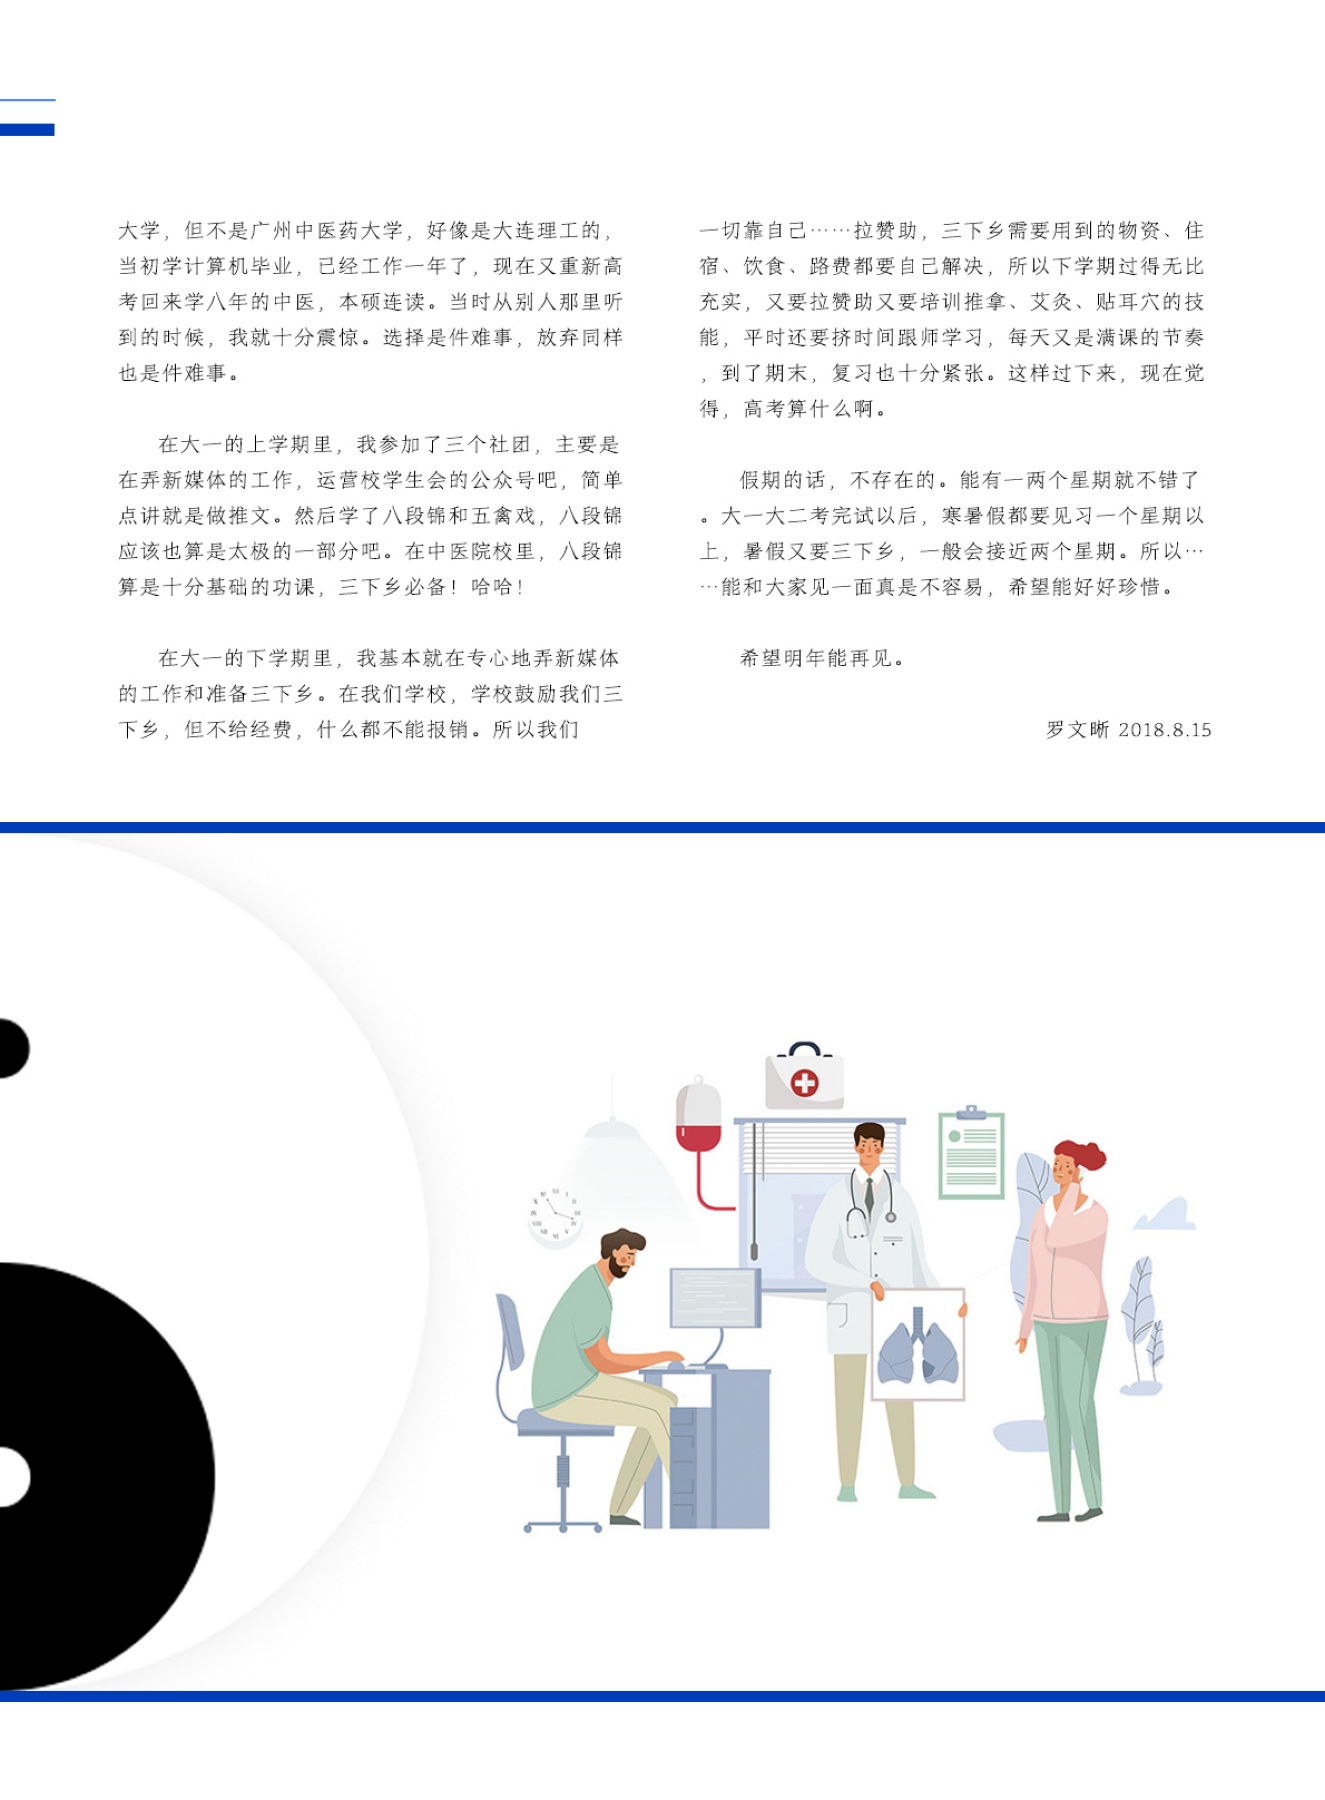 大学，但不是广州中医药大学，好像是大连理工的，
当初学计算机毕业，已经工作一年了，现在又重新高
考回来学八年的中医，本硕连读。当时从别人那里听
到的时候，我就十分震惊。选择是件难事，放弃同样
也是件难事。
在大一的上学期里，我参加了三个社团，主要是
在弄新媒体的工作，运营校学生会的公众号吧，简单
点讲就是做推文。然后学了八段锦和五禽戏，八段锦
应该也算是太极的一部分吧。在中医院校里，八段锦
算是十分基础的功课，三下乡必备！哈哈！
在大一的下学期里，我基本就在专心地弄新媒体
的工作和准备三下乡。在我们学校，学校鼓励我们三
下乡，但不给经费，什么都不能报销。所以我们
一切靠自己……拉赞助，三下乡需要用到的物资、住
宿、饮食、路费都要自己解决，所以下学期过得无比
充实，又要拉赞助又要培训推拿、艾灸、贴耳穴的技
能，平时还要挤时间跟师学习，每天又是满课的节奏
，到了期末，复习也十分紧张。这样过下来，现在觉
得，高考算什么啊。
假期的话，不存在的。能有一两个星期就不错了
。大一大二考完试以后，寒暑假都要见习一个星期以
上，暑假又要三下乡，一般会接近两个星期。所以…
…能和大家见一面真是不容易，希望能好好珍惜。
希望明年能再见。
罗文晰 2018.8.15